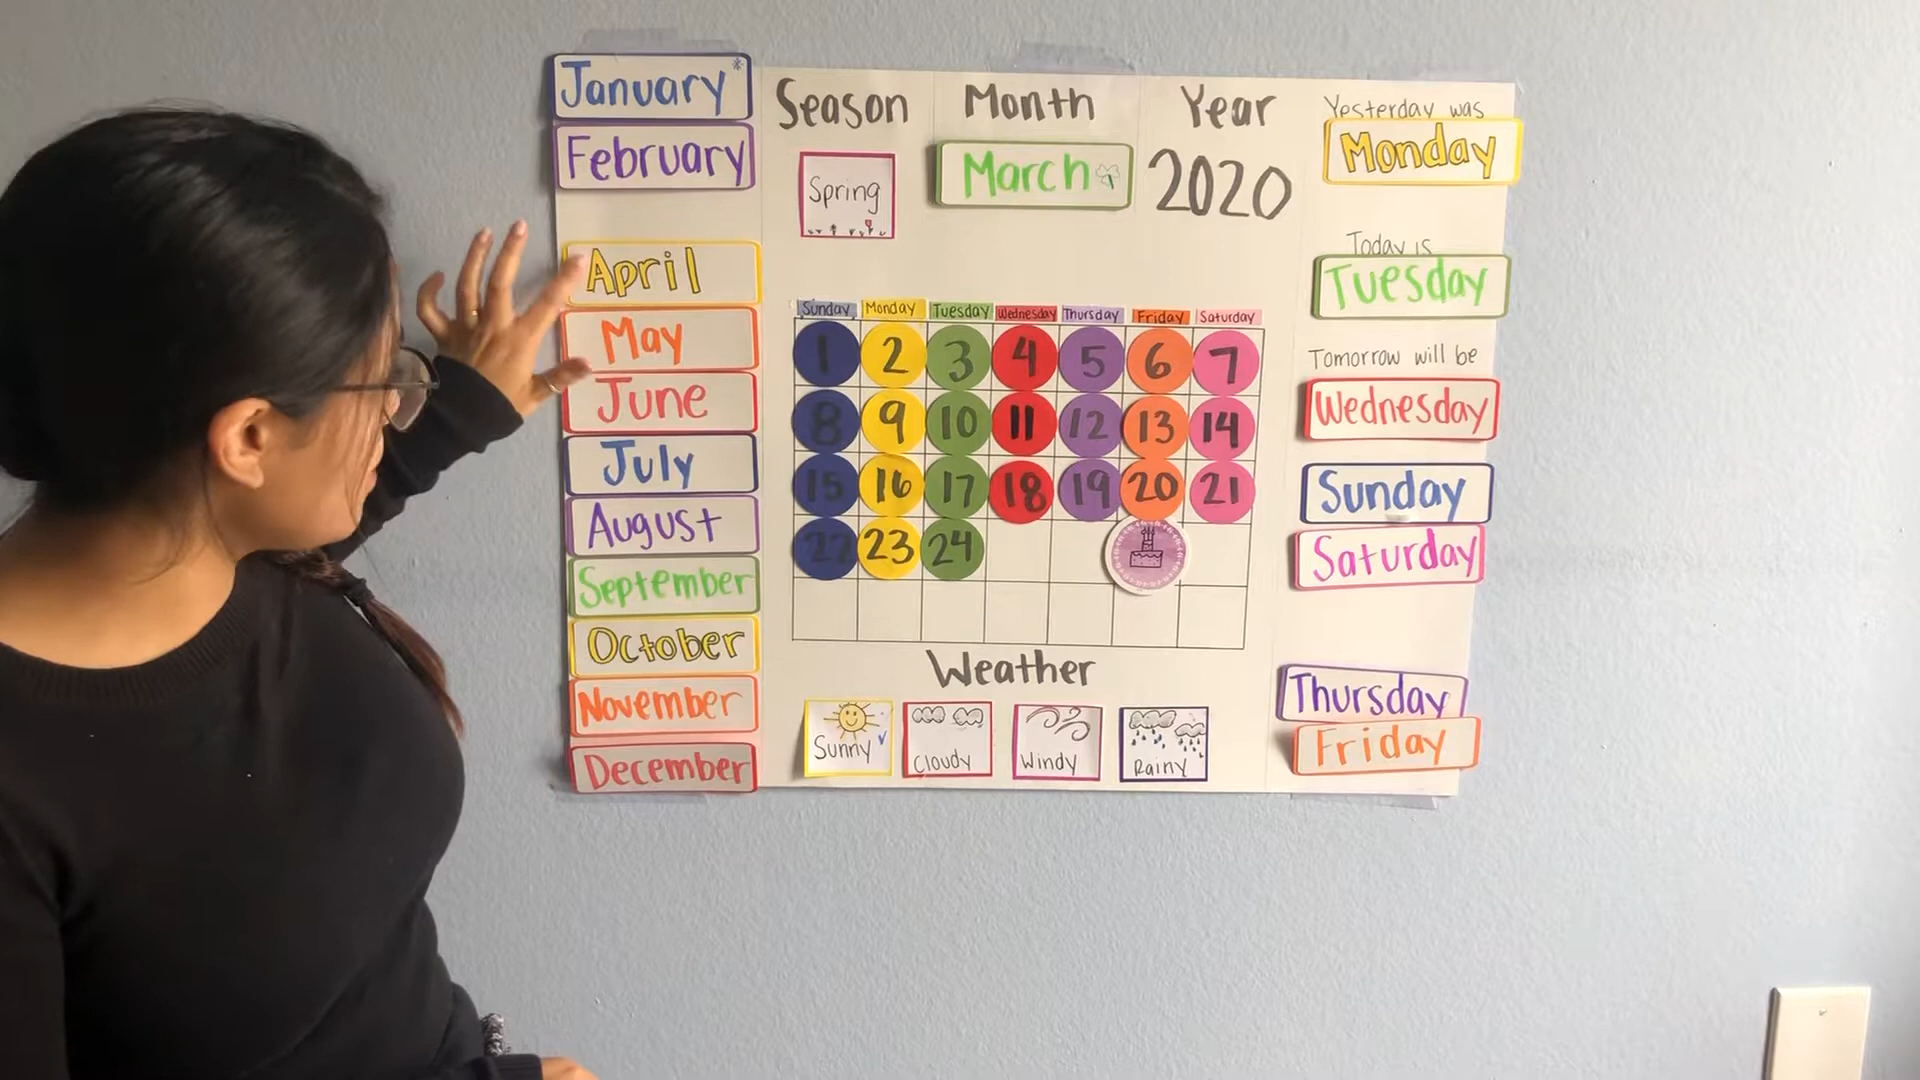 January
February
April
May
June
July
August
September
October
November
December
Season
Month
Year
Spring
March
2020
Sunday Monday Tuesday Wednesday Thursday Friday Saturday
1 2 3 4 5 6 7
8 9 10 11 12 13 14
15 16 17 18 19 20 21
22 23 24
Weather
Sunny
Cloudy
Windy
Rainy
Yesterday was
Monday
Today is
Tuesday
Tomorrow will be
Wednesday
Sunday
Saturday
Thursday
Friday